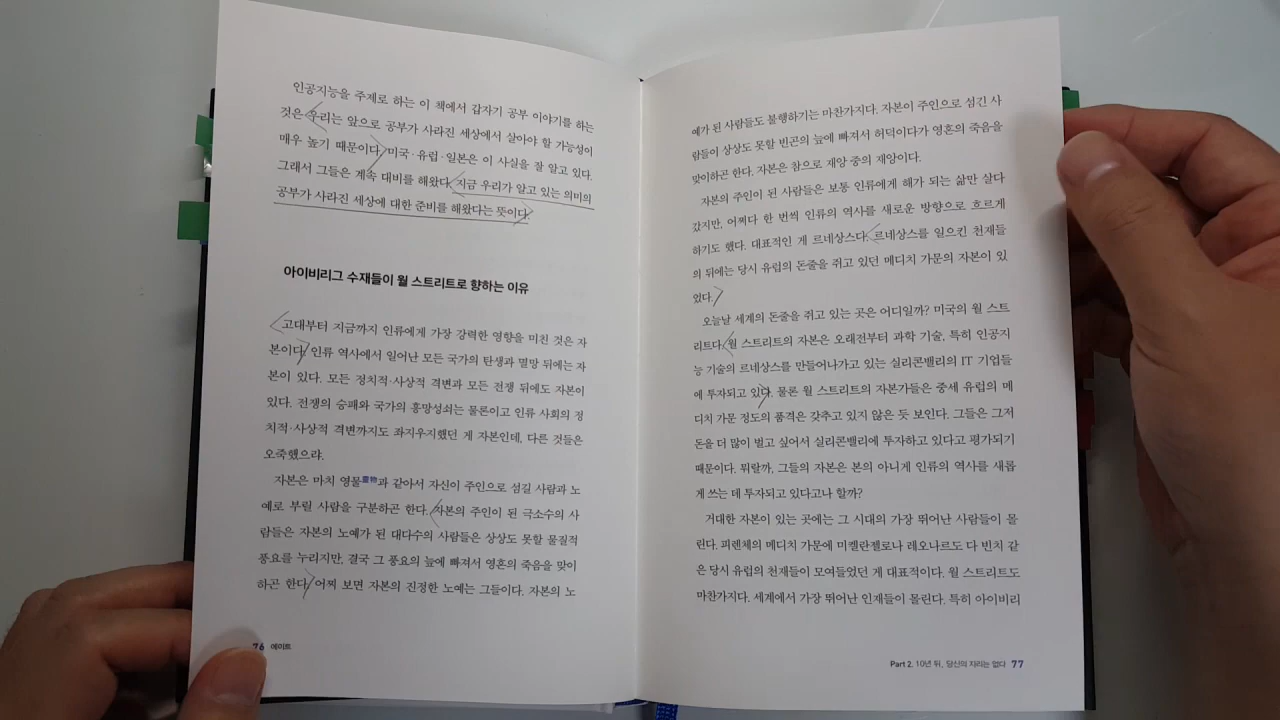 인공지능을 주제로 하는 이 책에서 갑자기 공부 이야기를 하는
것은 우리는 앞으로 공부가 사라진 세상에서 살아야 할 가능성이
매우 높기 때문이다. 미국·유럽·일본은 이 사실을 잘 알고 있다.
그래서 그들은 계속 대비를 해왔다. 지금 우리가 알고 있는 의미의
공부가 사라진 세상에 대한 준비를 해왔다는 뜻이다.
아이비리그 수재들이 월 스트리트로 향하는 이유
고대부터 지금까지 인류에게 가장 강력한 영향을 미친 것은 자
본이다. 인류 역사에서 일어난 모든 국가의 탄생과 멸망 뒤에는 자
본이 있다. 모든 정치적·사상적 격변과 모든 전쟁 뒤에도 자본이
있다. 전쟁의 승패와 국가의 흥망성쇠는 물론이고 인류 사회의 정
치적·사상적 격변까지도 좌지우지했던 게 자본인데, 다른 것들은
오죽했으랴.
자본은 마치 영물靈物과 같아서 자신이 주인으로 섬길 사람과 노
예로 부릴 사람을 구분하곤 한다. 자본의 주인이 된 극소수의 사
람들은 자본의 노예가 된 대다수의 사람들은 상상도 못할 물질적
풍요를 누리지만, 결국 그 풍요의 늪에 빠져서 영혼의 죽음을 맞이
하곤 한다. 어찌 보면 자본의 진정한 노예는 그들이다. 자본의 노
76 에이트
예가 된 사람들도 불행하기는 마찬가지다. 자본이 주인으로 섬긴 사
람들이 상상도 못할 빈곤의 늪에 빠져서 허덕이다가 영혼의 죽음을
맞이하곤 한다. 자본은 참으로 재앙 중의 재앙이다.
자본의 주인이 된 사람들은 보통 인류에게 해가 되는 삶만 살다
갔지만, 어쩌다 한 번씩 인류의 역사를 새로운 방향으로 흐르게
하기도 했다. 대표적인 게 르네상스다. 르네상스를 일으킨 천재들
의 뒤에는 당시 유럽의 돈줄을 쥐고 있던 메디치 가문의 자본이 있
었다.
오늘날 세계의 돈줄을 쥐고 있는 곳은 어디일까? 미국의 월 스트
리트다. 월 스트리트의 자본은 오래전부터 과학 기술, 특히 인공지
능 기술의 르네상스를 만들어나가고 있는 실리콘밸리의 IT 기업들
에 투자되고 있다. 물론 월 스트리트의 자본가들은 중세 유럽의 메
디치 가문 정도의 품격은 갖추고 있지 않은 듯 보인다. 그들은 그저
돈을 더 많이 벌고 싶어서 실리콘밸리에 투자하고 있다고 평가되기
때문이다. 뭐랄까, 그들의 자본은 본의 아니게 인류의 역사를 새롭
게 쓰는 데 투자되고 있다고나 할까?
거대한 자본이 있는 곳에는 그 시대의 가장 뛰어난 사람들이 몰
린다. 피렌체의 메디치 가문에 미켈란젤로나 레오나르도 다 빈치 같
은 당시 유럽의 천재들이 모여들었던 게 대표적이다. 월 스트리트도
마찬가지다. 세계에서 가장 뛰어난 인재들이 몰린다. 특히 아이비리
Part 2. 10년 뒤, 당신의 자리는 없다 77